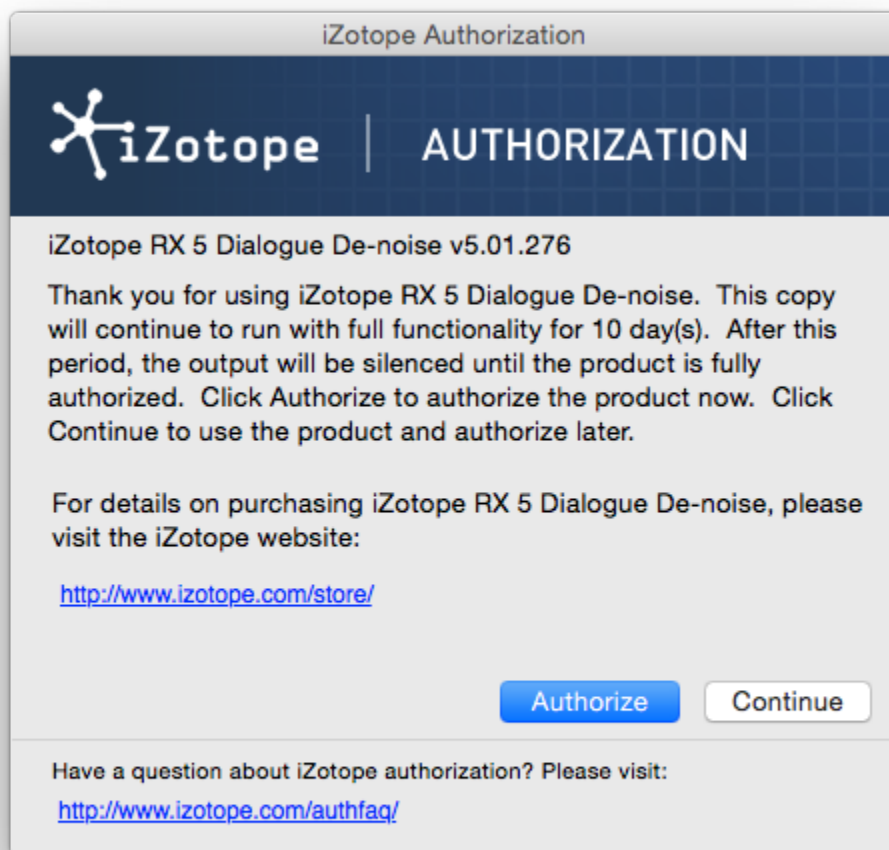 iZotope Authorization
iZotope | AUTHORIZATION
iZotope RX 5 Dialogue De-noise v5.01.276
Thank you for using iZotope RX 5 Dialogue De-noise.  This copy
will continue to run with full functionality for 10 day(s).  After this
period, the output will be silenced until the product is fully
authorized.  Click Authorize to authorize the product now.  Click
Continue to use the product and authorize later.
For details on purchasing iZotope RX 5 Dialogue De-noise, please
visit the iZotope website:
http://www.izotope.com/store/
Authorize Continue
Have a question about iZotope authorization? Please visit:
http://www.izotope.com/authfaq/